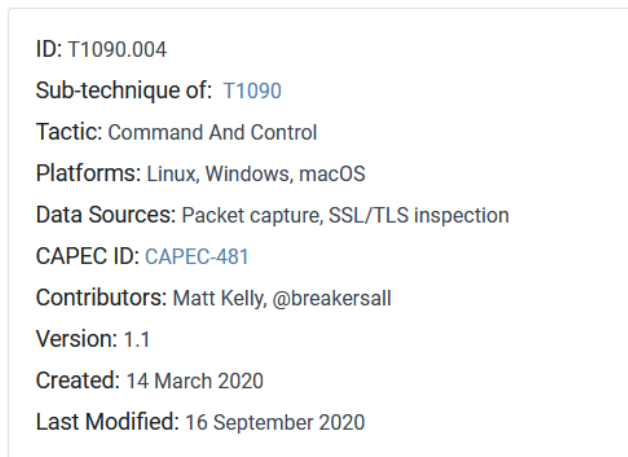 ID: T1090.004
Sub-technique of: T1090
Tactic: Command And Control
Platforms: Linux, Windows, macOS
Data Sources: Packet capture, SSL/TLS inspection
CAPEC ID: CAPEC-481
Contributors: Matt Kelly, @breakersall
Version: 1.1
Created: 14 March 2020
Last Modified: 16 September 2020